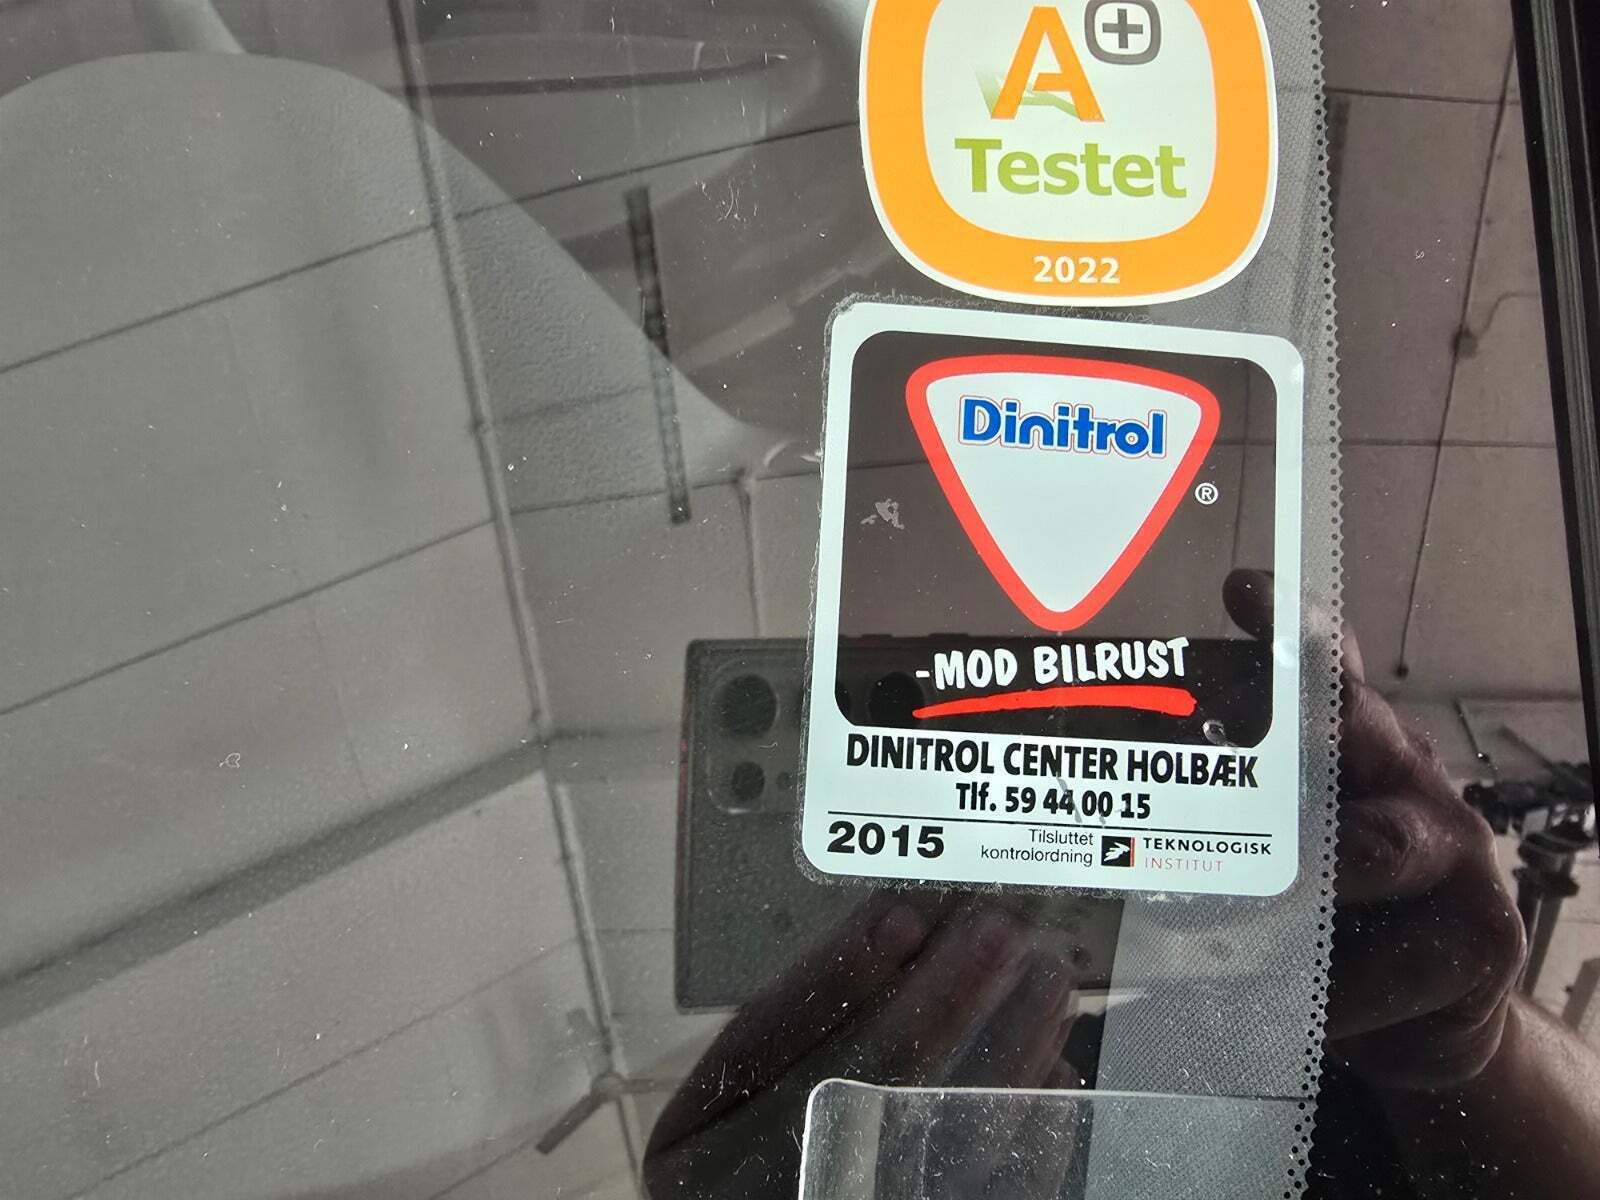 A+
Testet
2022
Dinitrol
®
-MOD BILRUST
DINITROL CENTER HOLBÆK
Tlf. 59 44 00 15
2015
Tilsluttet
kontrolordning
TEKNOLOGISK
INSTITUT